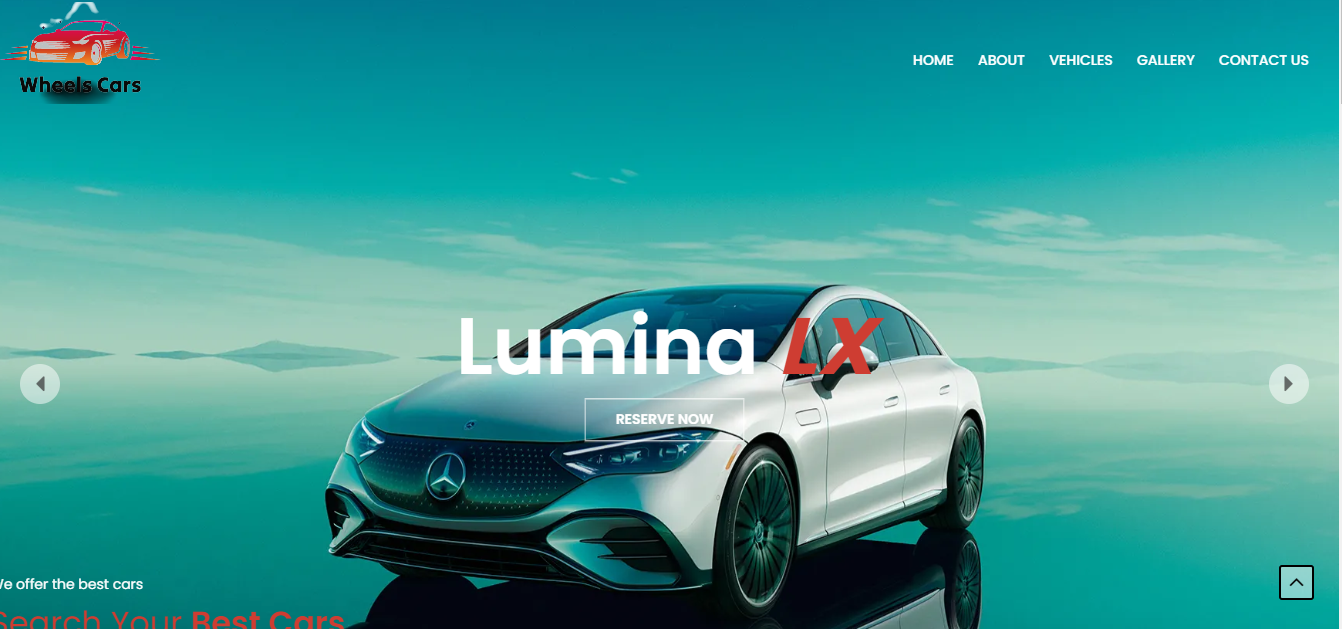 Wheels Cars
HOME ABOUT VEHICLES GALLERY CONTACT US
Lumina LX
RESERVE NOW
We offer the best cars
Search Your Best Cars